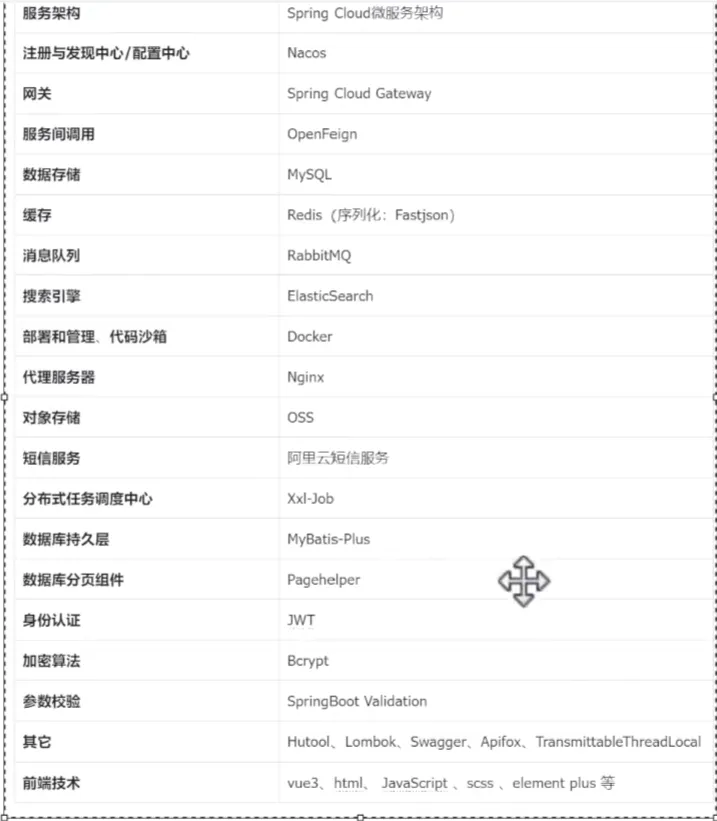 服务架构 Spring Cloud微服务架构
注册与发现中心/配置中心 Nacos
网关 Spring Cloud Gateway
服务间调用 OpenFeign
数据存储 MySQL
缓存 Redis（序列化：Fastjson）
消息队列 RabbitMQ
搜索引擎 ElasticSearch
部署和管理、代码沙箱 Docker
代理服务器 Nginx
对象存储 OSS
短信服务 阿里云短信服务
分布式任务调度中心 Xxl-Job
数据库持久层 MyBatis-Plus
数据库分页组件 Pagehelper
身份认证 JWT
加密算法 Bcrypt
参数校验 SpringBoot Validation
其它 Hutool、Lombok、Swagger、Apifox、TransmittableThreadLocal
前端技术 vue3、html、 JavaScript 、scss 、element plus 等